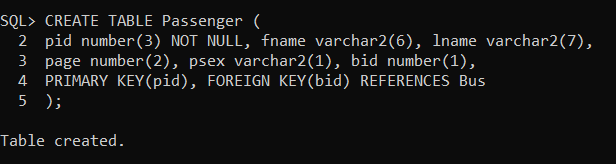 SQL> CREATE TABLE Passenger (
2 pid number(3) NOT NULL, fname varchar2(6), lname varchar2(7),
3 page number(2), psex varchar2(1), bid number(1),
4 PRIMARY KEY(pid), FOREIGN KEY(bid) REFERENCES Bus
5 );
Table created.